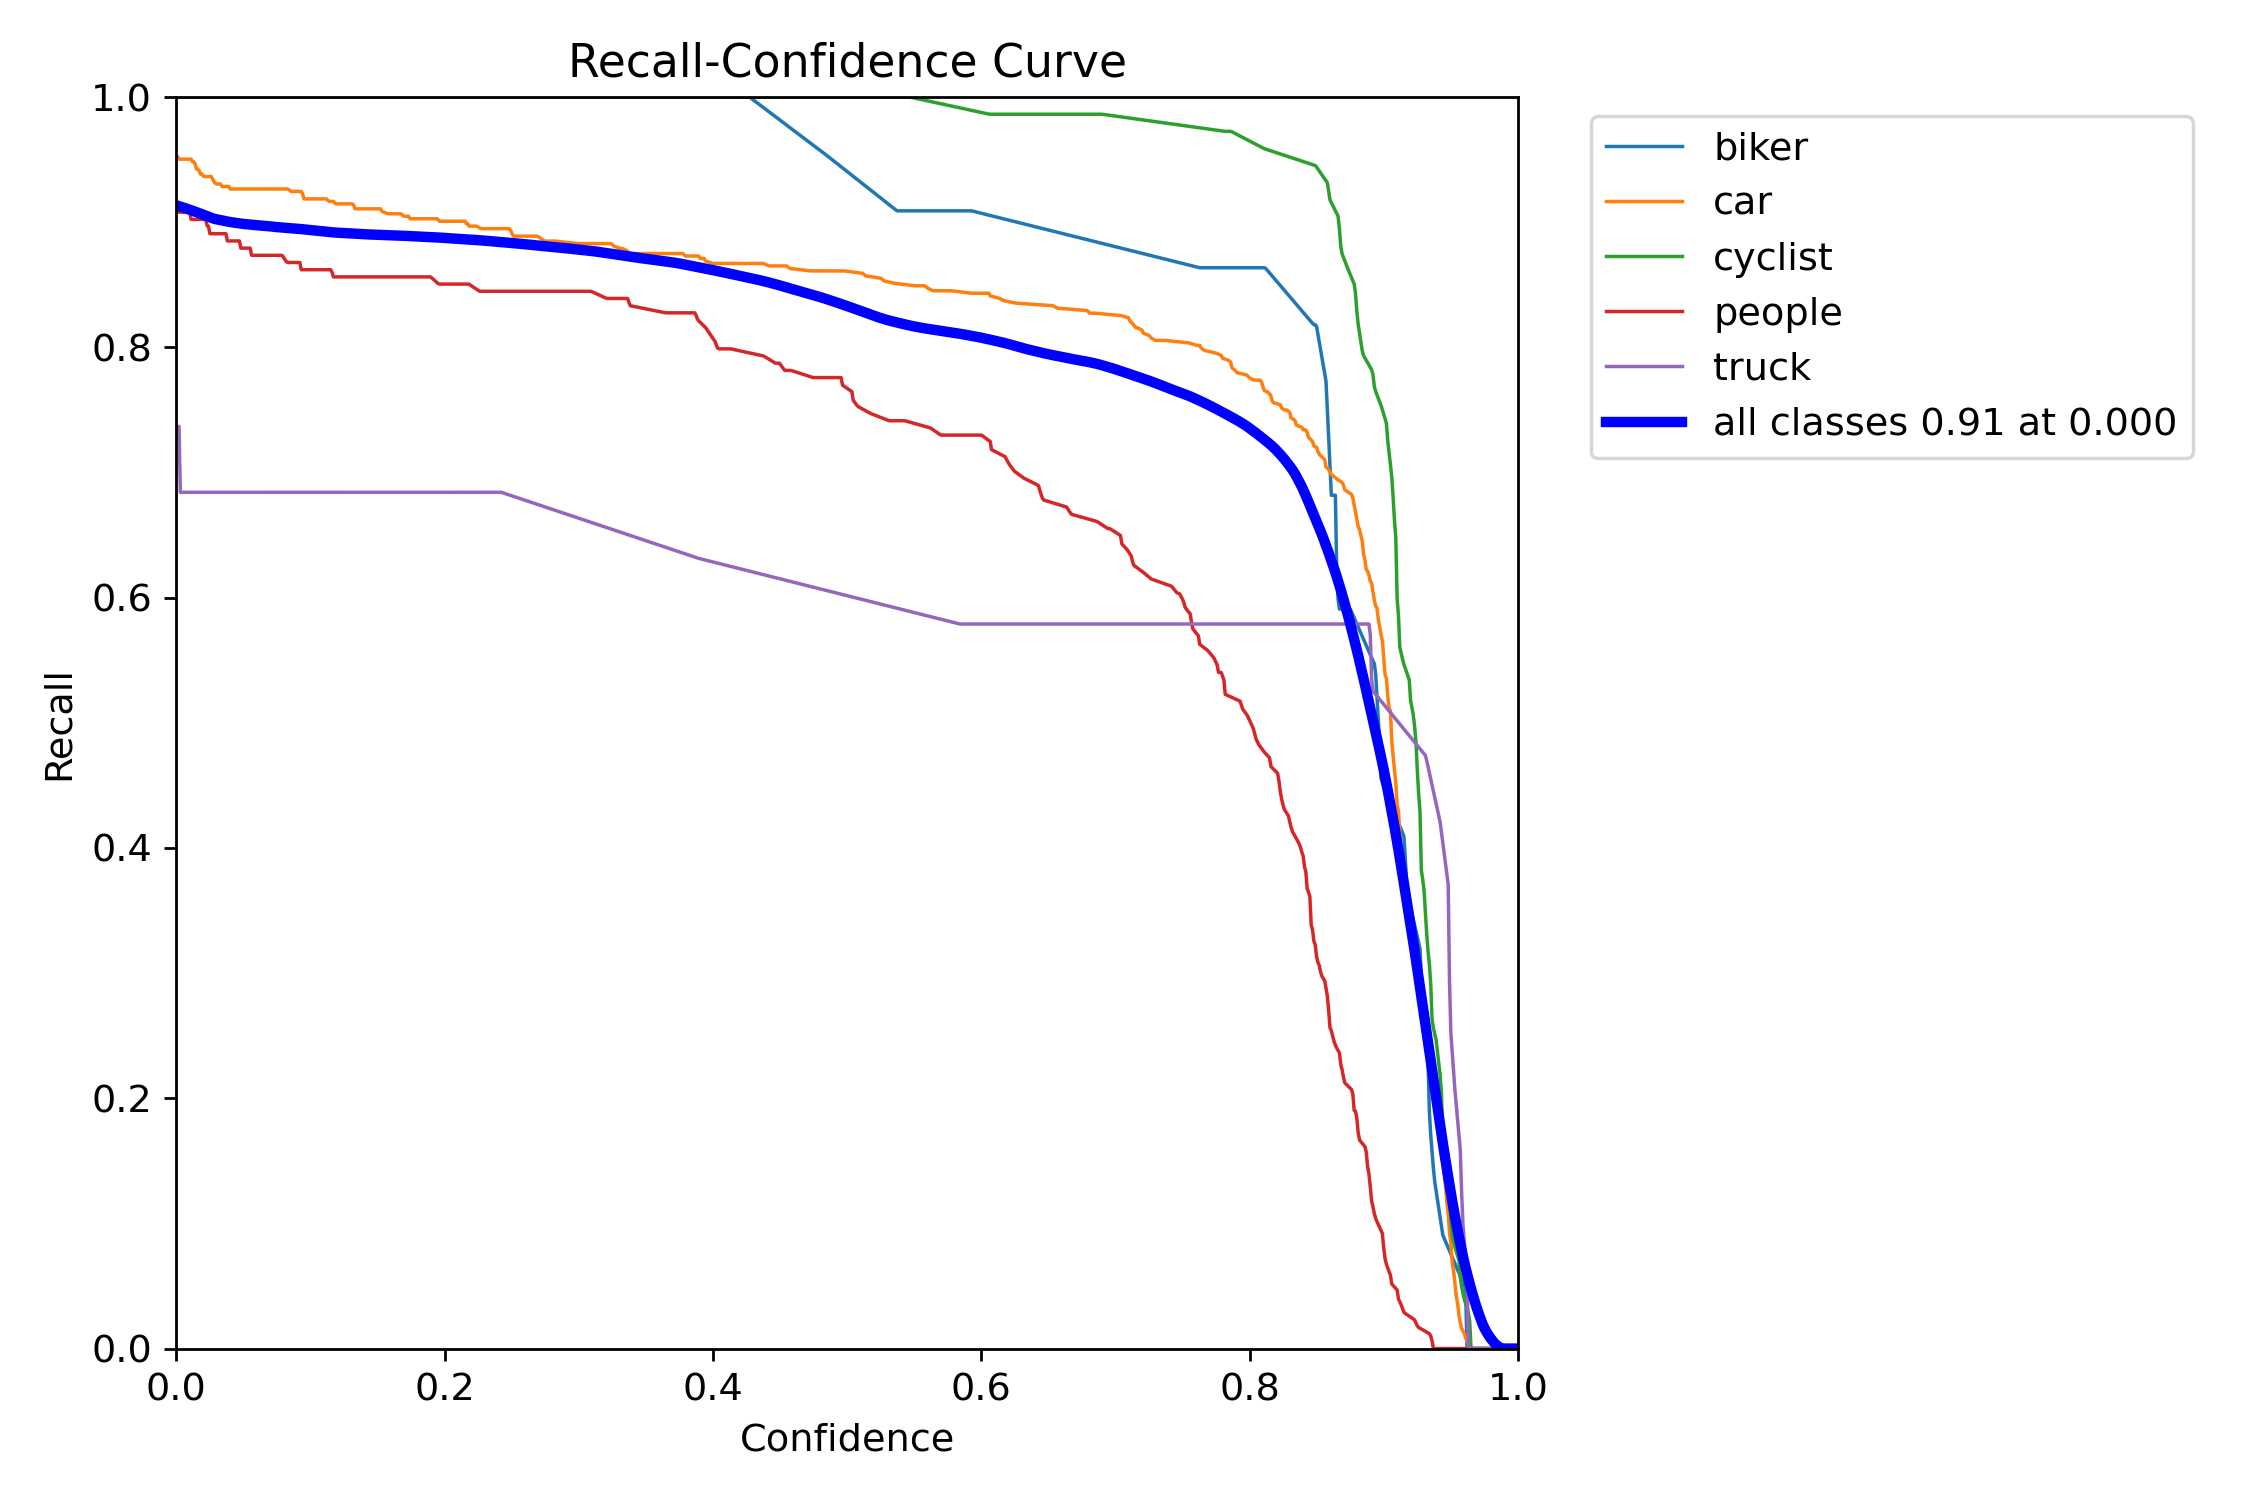 Recall-Confidence Curve
1.0
0.8
0.6
0.4
0.2
0.0
Recall
0.0 0.2 0.4 0.6 0.8 1.0
Confidence
biker
car
cyclist
people
truck
all classes 0.91 at 0.000